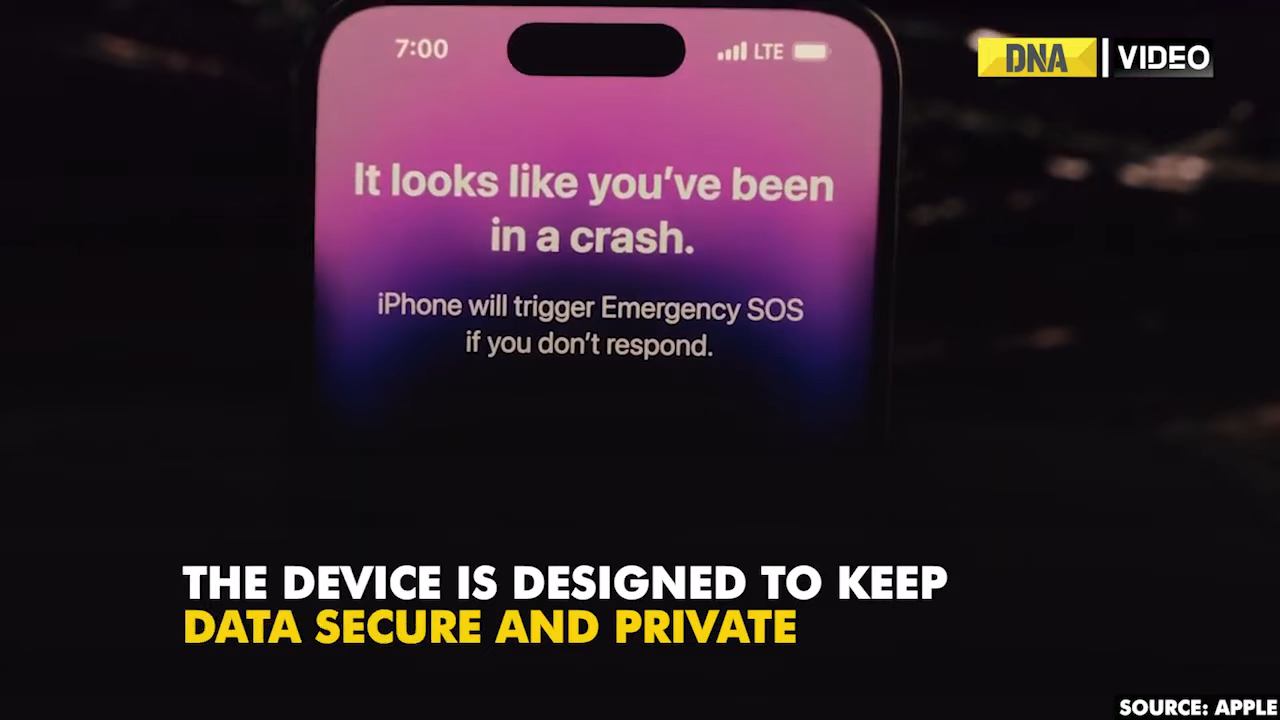 7:00
LTE
DNA
VIDEO
It looks like you've been
in a crash.
iPhone will trigger Emergency SOS
if you don't respond.
THE DEVICE IS DESIGNED TO KEEP
DATA SECURE AND PRIVATE
SOURCE: APPLE